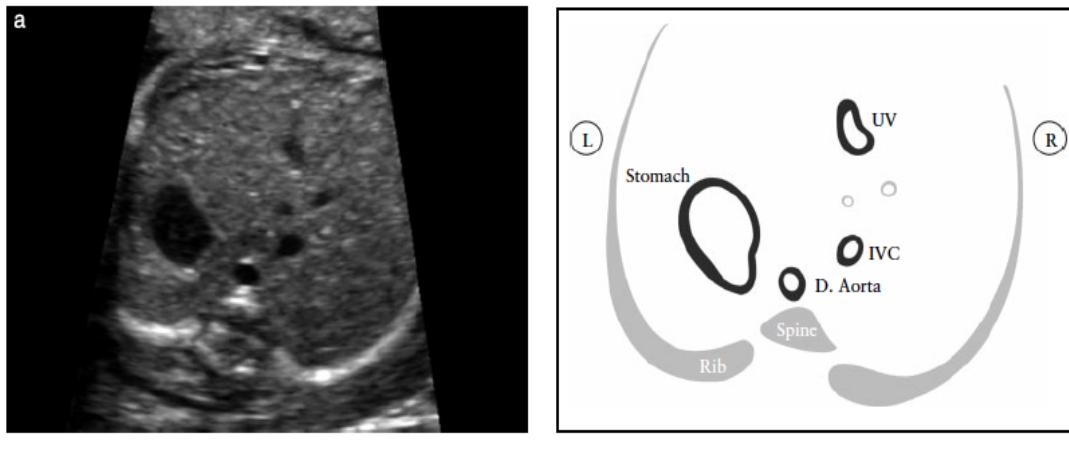 a
UV
L
R
Stomach
IVC
D. Aorta
Spine
Rib